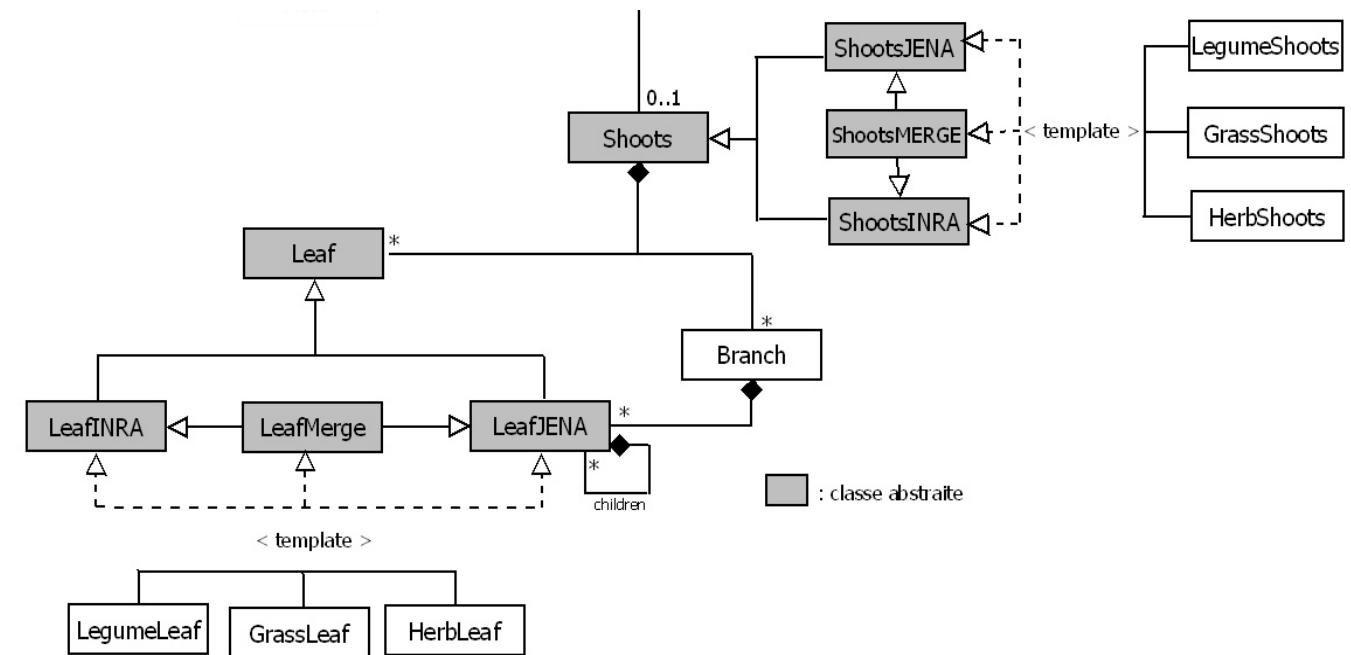 ShootsJENA
LegumeShoots
0..1
Shoots
ShootsMERGE
< template >
GrassShoots
ShootsINRA
HerbShoots
Leaf
*
*
Branch
LeafINRA
LeafMerge
LeafJENA
*
*
children
: classe abstraite
< template >
LegumeLeaf
GrassLeaf
HerbLeaf